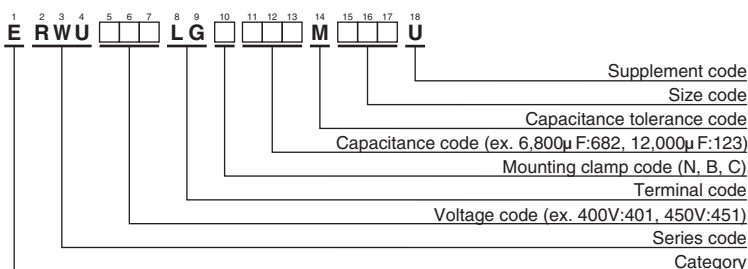 1 2 3 4 5 6 7 8 9 10 11 12 13 14 15 16 17 18
E RWU □□□ LG □ □□□ M □□□ U
Supplement code
Size code
Capacitance tolerance code
Capacitance code (ex. 6,800μF:682, 12,000μF:123)
Mounting clamp code (N, B, C)
Terminal code
Voltage code (ex. 400V:401, 450V:451)
Series code
Category